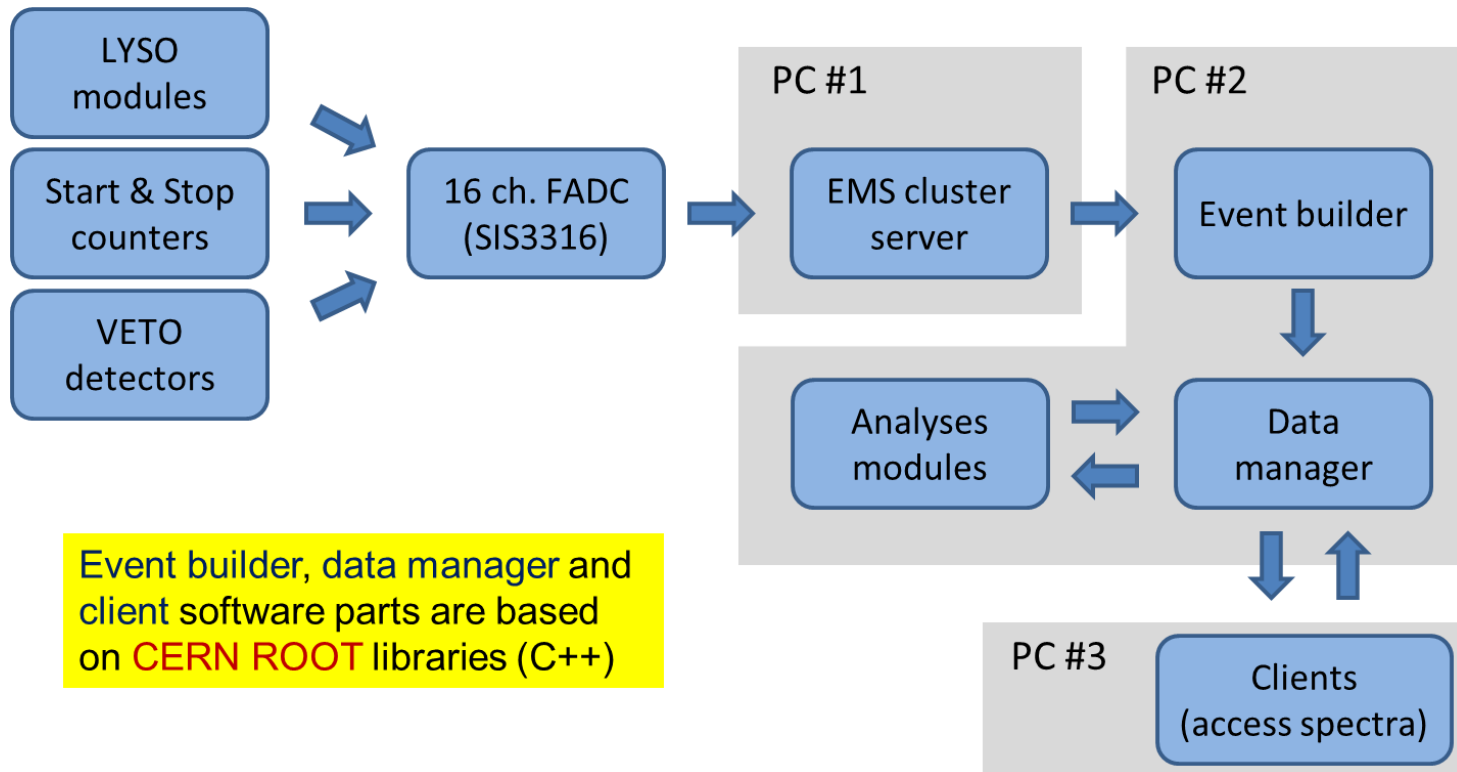 LYSO
modules
Start & Stop
counters
VETO
detectors
16 ch. FADC
(SIS3316)
PC #1
EMS cluster
server
PC #2
Event builder
Analyses
modules
Data
manager
Event builder, data manager and
client software parts are based
on CERN ROOT libraries (C++)
PC #3
Clients
(access spectra)